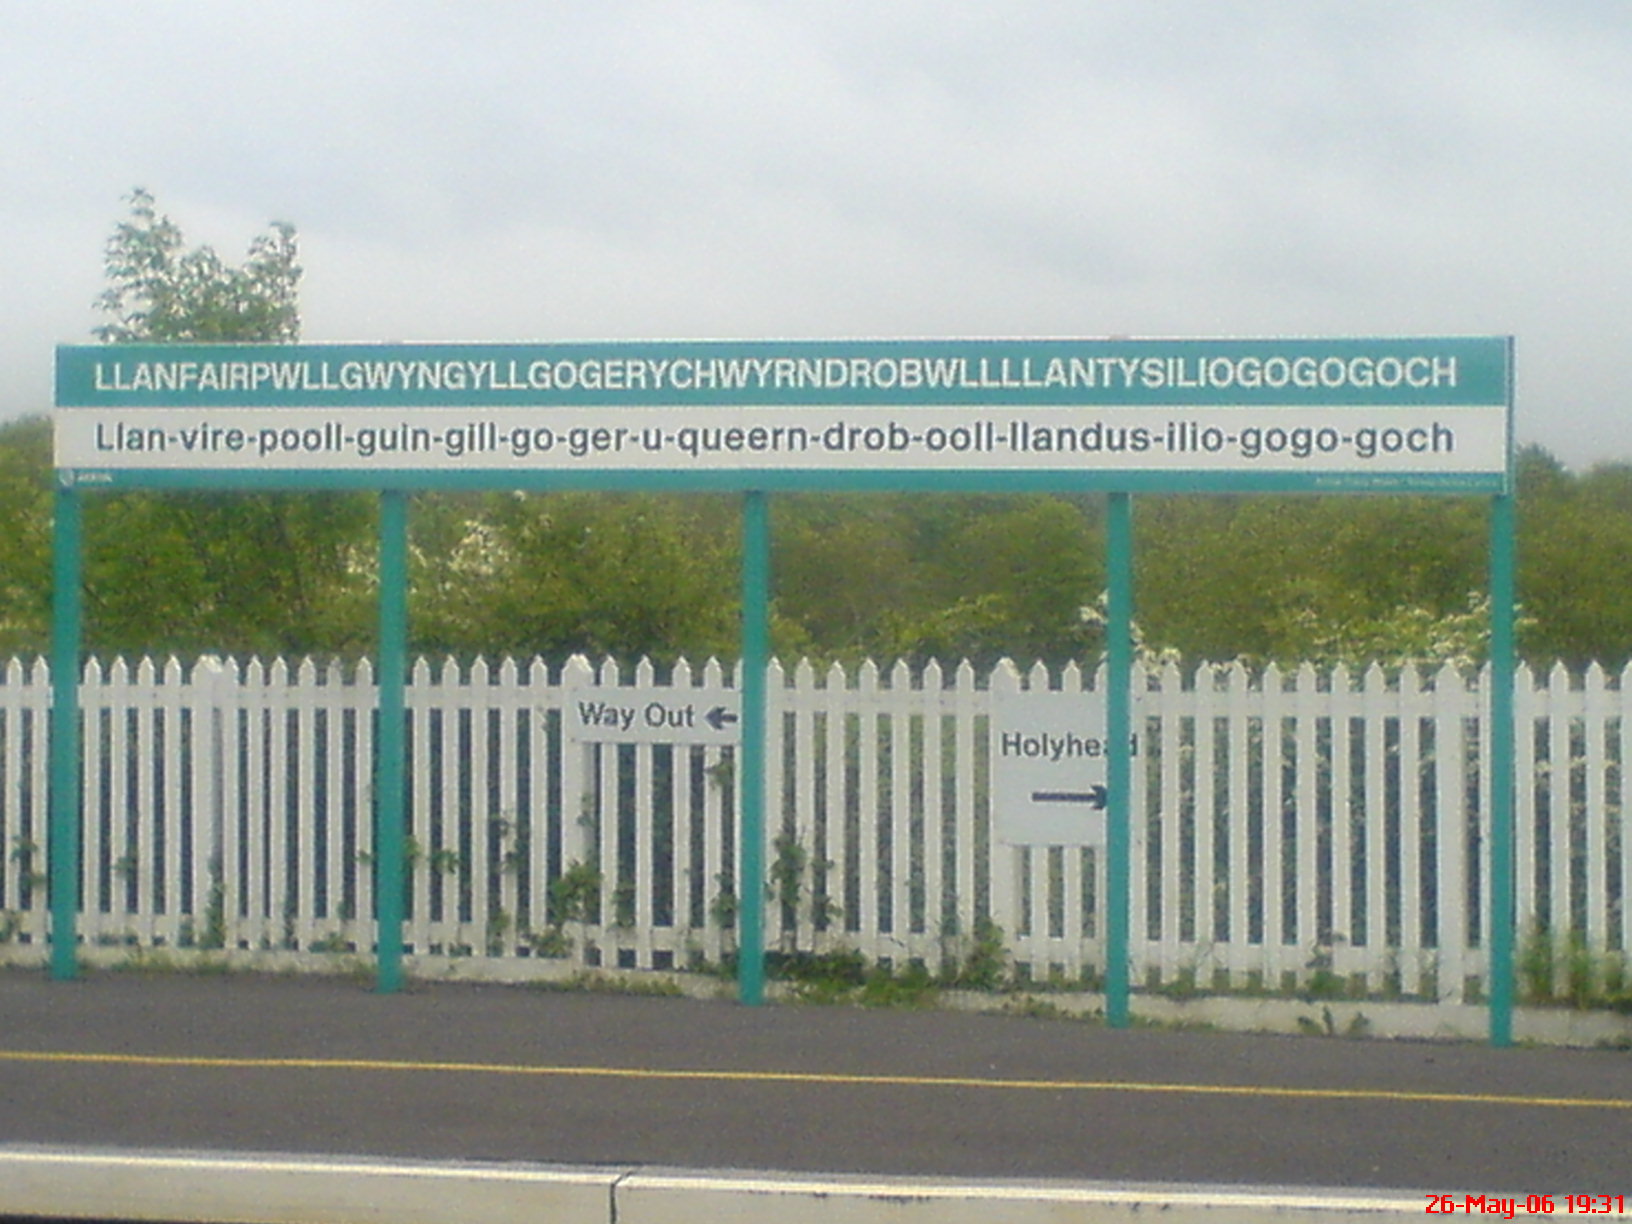 LLANFAIRPWLLGWYNGYLLGOGERYCHWYRNDROBWLLLLANTYSILIOGOGOGOCH
Llan-vire-pooll-guin-gill-go-ger-u-queern-drob-ooll-llandus-ilio-gogo-goch
Way Out ←
Holyhead
→
26-May-06 19:31